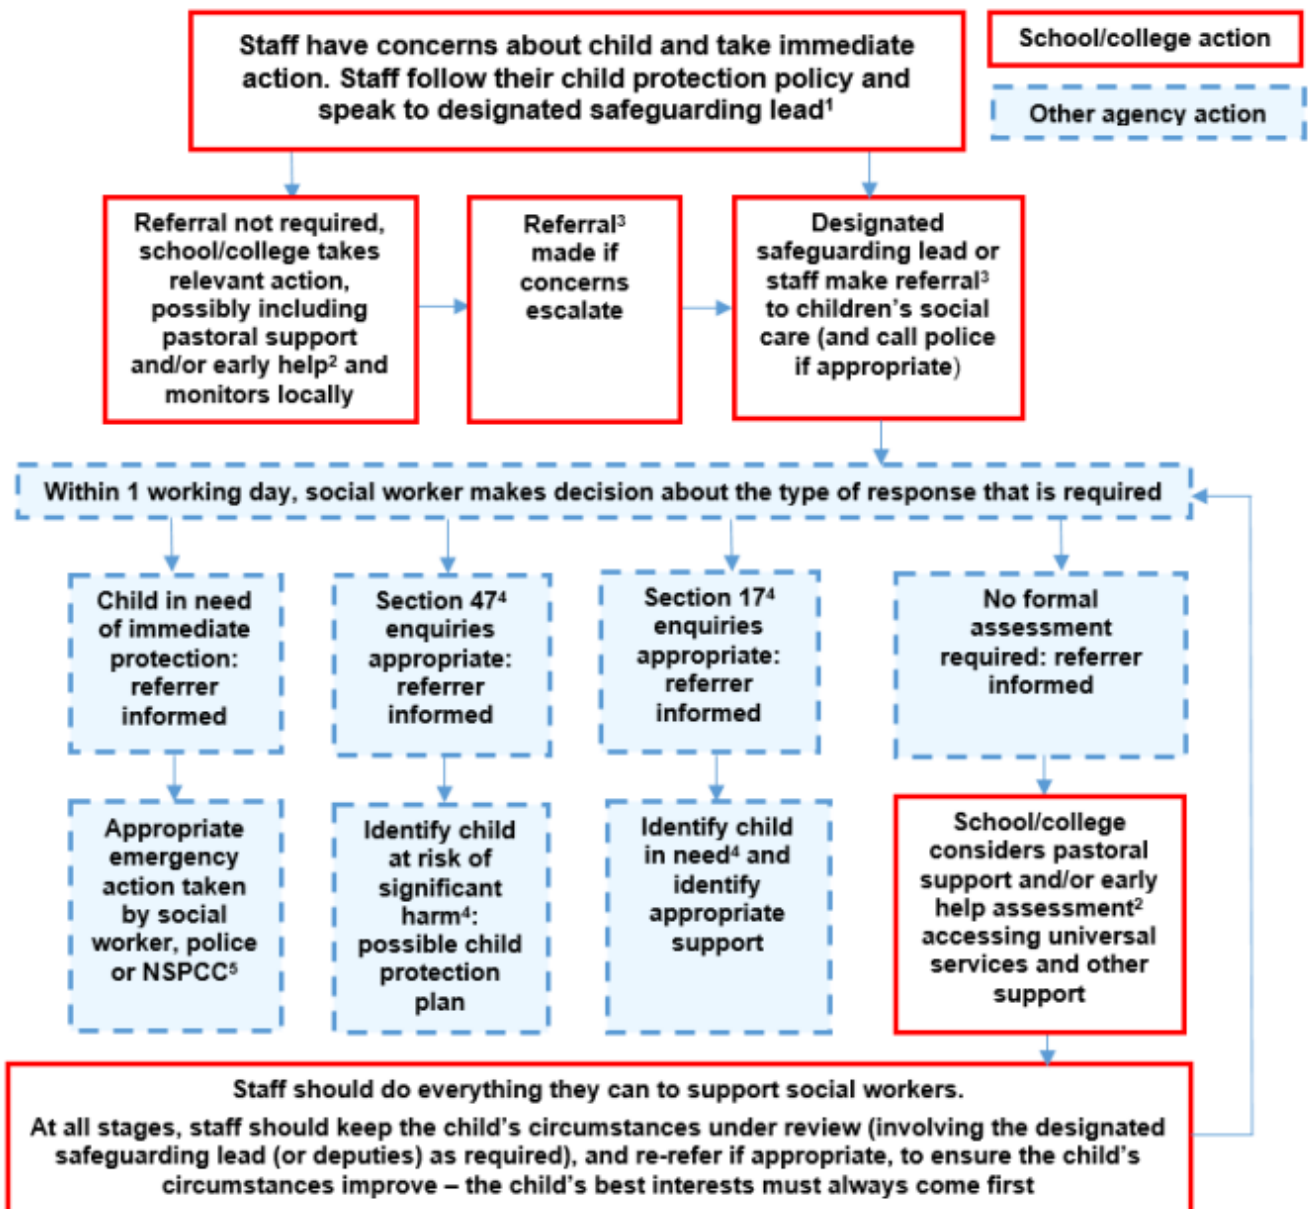 Staff have concerns about child and take immediate
action. Staff follow their child protection policy and
speak to designated safeguarding lead¹
School/college action
Other agency action
Referral not required,
school/college takes
relevant action,
possibly including
pastoral support
and/or early help² and
monitors locally
Referral³
made if
concerns
escalate
Designated
safeguarding lead or
staff make referral³
to children's social
care (and call police
if appropriate)
Within 1 working day, social worker makes decision about the type of response that is required
Child in need
of immediate
protection:
referrer
informed
Section 47⁴
enquiries
appropriate:
referrer
informed
Section 17⁴
enquiries
appropriate:
referrer
informed
No formal
assessment
required: referrer
informed
Appropriate
emergency
action taken
by social
worker, police
or NSPCC⁵
Identify child
at risk of
significant
harm⁴:
possible child
protection
plan
Identify child
in need⁴ and
identify
appropriate
support
School/college
considers pastoral
support and/or early
help assessment²
accessing universal
services and other
support
Staff should do everything they can to support social workers.
At all stages, staff should keep the child's circumstances under review (involving the designated
safeguarding lead (or deputies) as required), and re-refer if appropriate, to ensure the child's
circumstances improve – the child's best interests must always come first